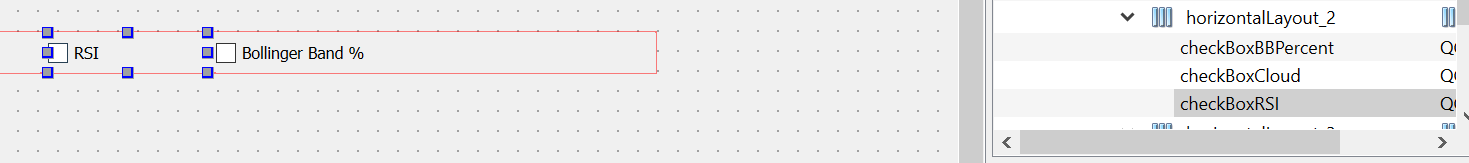 RSI
Bollinger Band %
horizontalLayout_2
checkBoxBBPercent
checkBoxCloud
checkBoxRSI